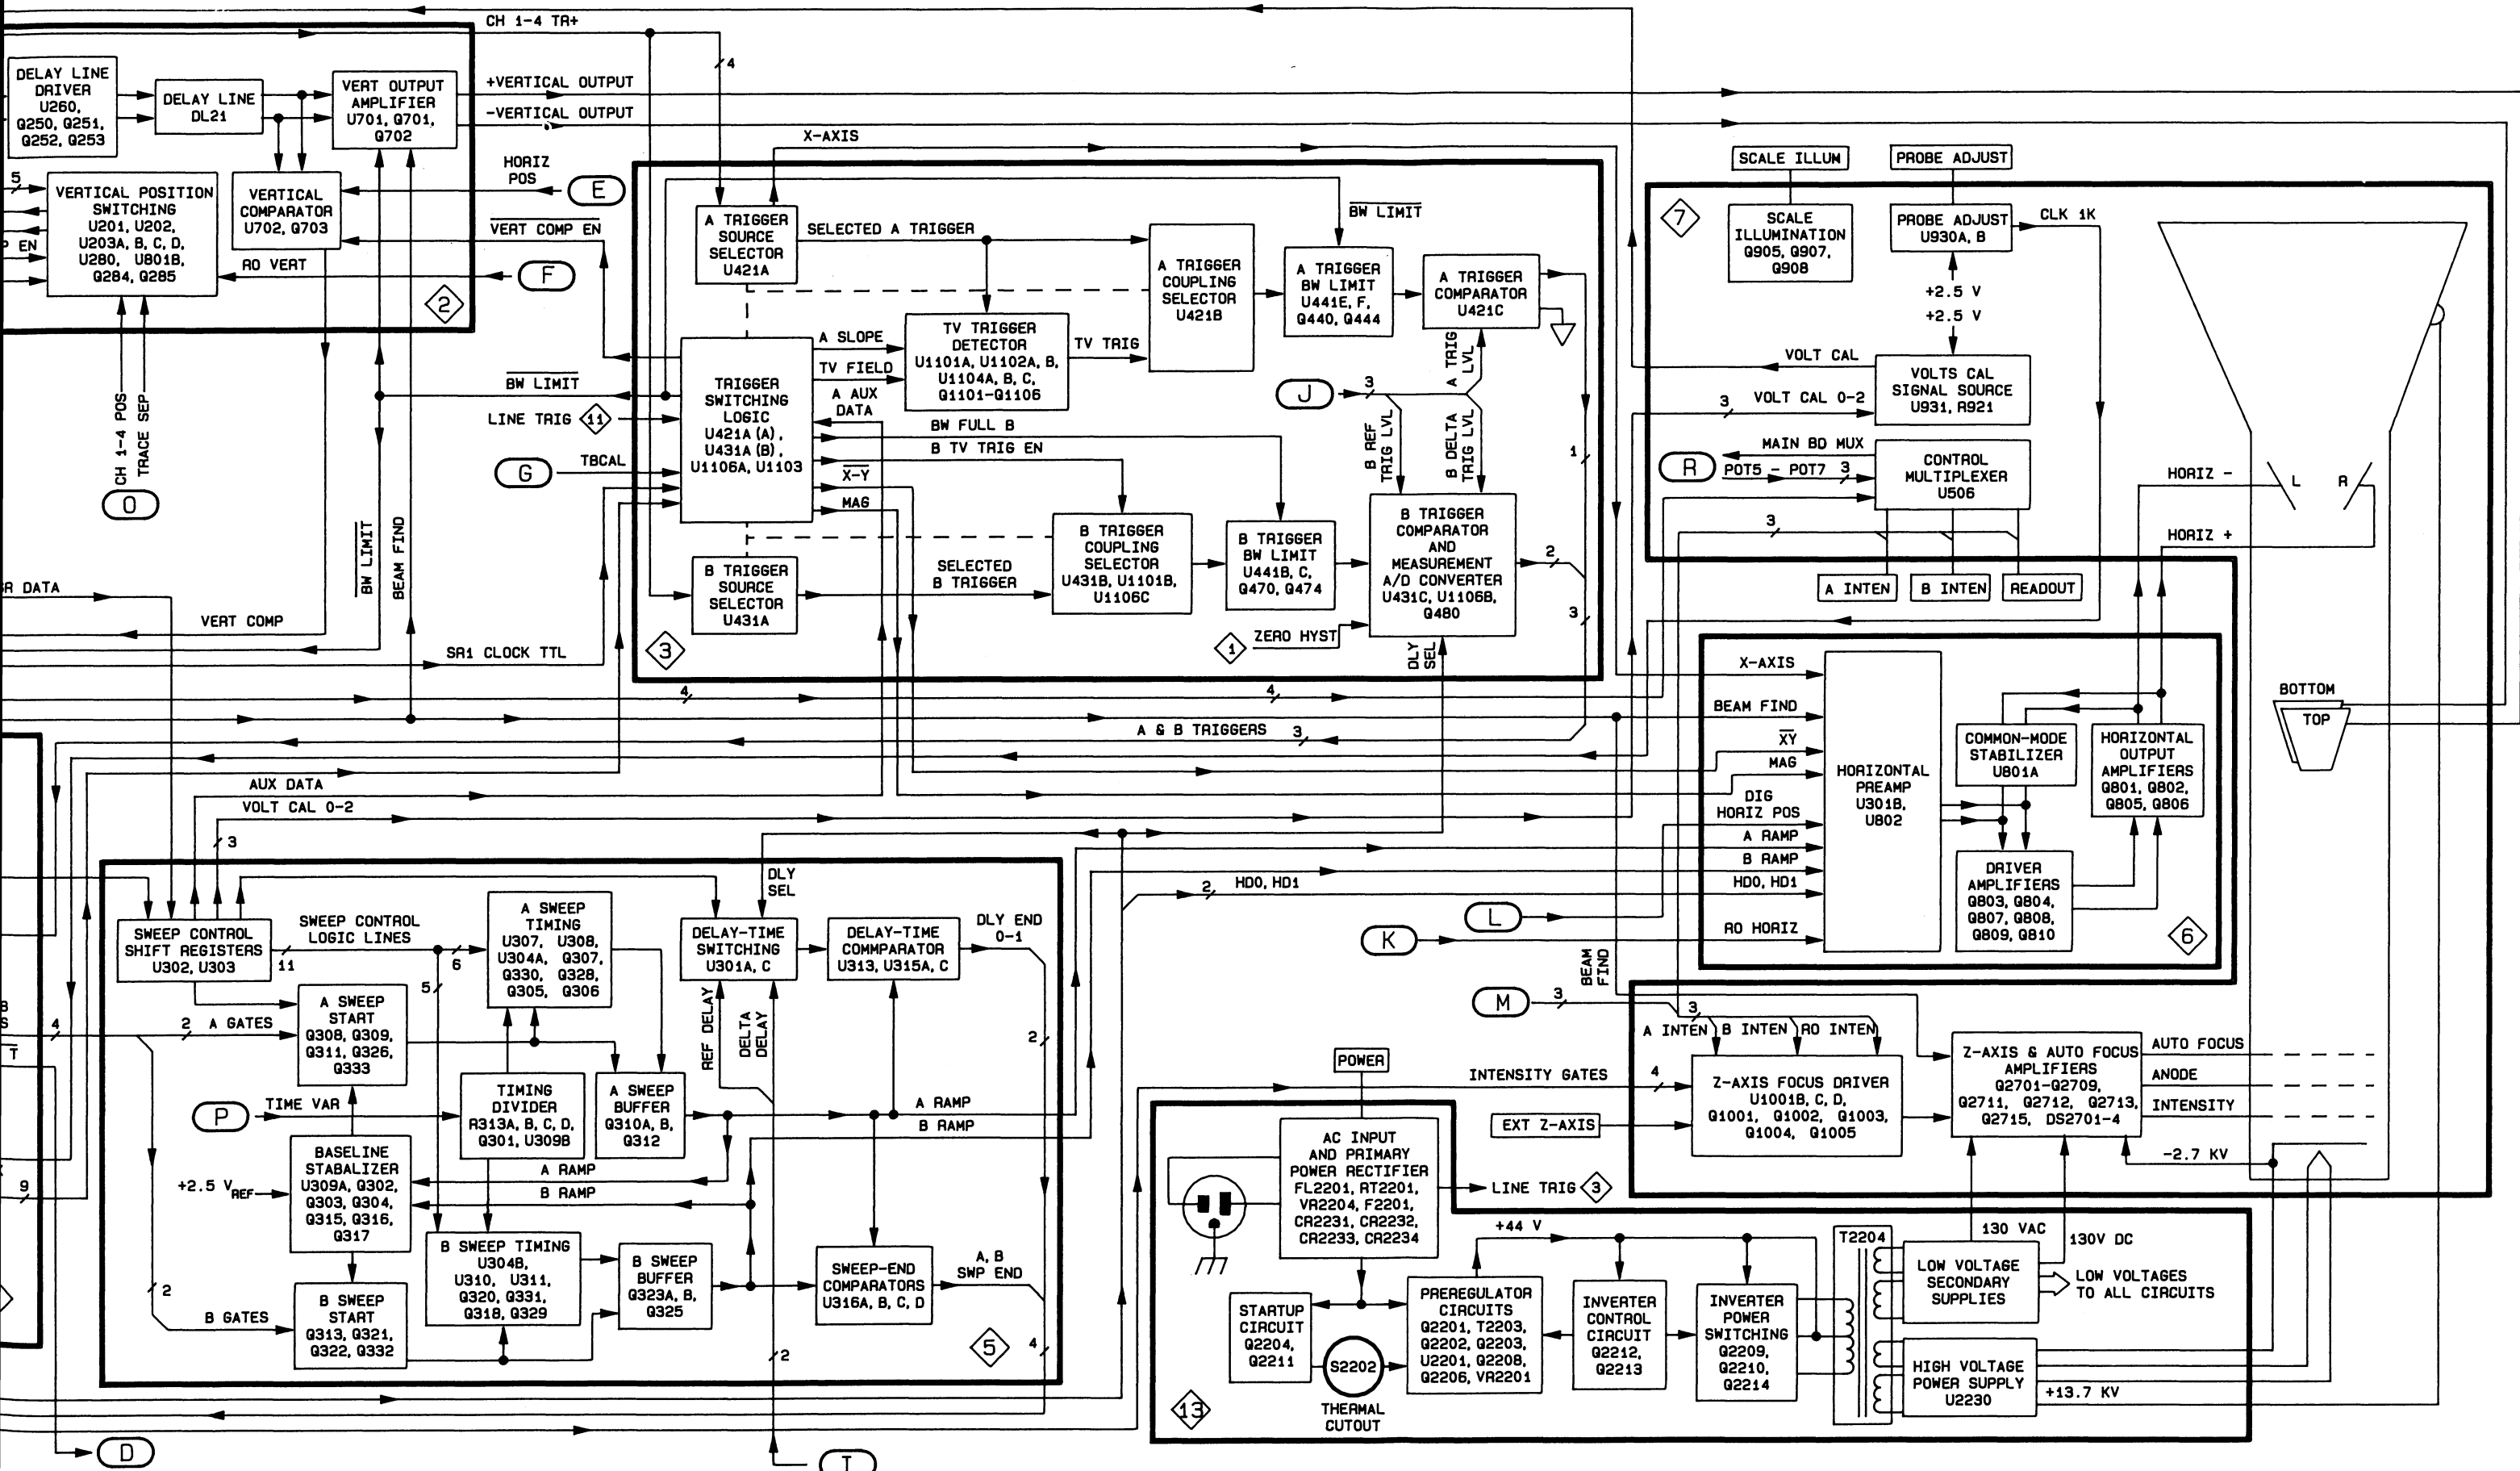 CH 1-4 TR+
4
DELAY LINE
DRIVER
U260,
Q250, Q251,
Q252, Q253
DELAY LINE
DL21
VERT OUTPUT
AMPLIFIER
U701, Q701,
Q702
+VERTICAL OUTPUT
-VERTICAL OUTPUT
X-AXIS
5
VERTICAL POSITION
SWITCHING
U201, U202,
U203A, B, C, D,
U280, U801B,
Q284, Q285
P EN
VERTICAL
COMPARATOR
U702, Q703
HORIZ
POS
E
VERT COMP EN
RO VERT
F
2
CH 1-4 POS
TRACE SEP
O
BW LIMIT
BEAM FIND
BW LIMIT
LINE TRIG
11
G
TBCAL
SR DATA
VERT COMP
SR1 CLOCK TTL
A TRIGGER
SOURCE
SELECTOR
U421A
SELECTED A TRIGGER
A TRIGGER
COUPLING
SELECTOR
U421B
BW LIMIT
A TRIGGER
BW LIMIT
U441E, F,
Q440, Q444
A TRIGGER
COMPARATOR
U421C
TRIGGER
SWITCHING
LOGIC
U421A (A),
U431A (B),
U1106A, U1103
A SLOPE
TV FIELD
A AUX
DATA
TV TRIGGER
DETECTOR
U1101A, U1102A, B,
U1104A, B, C,
Q1101-Q1106
TV TRIG
BW FULL B
B TV TRIG EN
X-Y
MAG
J
3
A TRIG
LVL
B REF
TRIG LVL
B DELTA
TRIG LVL
1
B TRIGGER
SOURCE
SELECTOR
U431A
SELECTED
B TRIGGER
B TRIGGER
COUPLING
SELECTOR
U431B, U1101B,
U1106C
B TRIGGER
BW LIMIT
U441B, C,
Q470, Q474
B TRIGGER
COMPARATOR
AND
MEASUREMENT
A/D CONVERTER
U431C, U1106B,
Q480
2
3
3
1
ZERO HYST
DLY
SEL
SCALE ILLUM
PROBE ADJUST
7
SCALE
ILLUMINATION
Q905, Q907,
Q908
PROBE ADJUST
U930A, B
CLK 1K
+2.5 V
+2.5 V
VOLT CAL
VOLTS CAL
SIGNAL SOURCE
U931, R921
3
VOLT CAL 0-2
MAIN BD MUX
R
POT5 - POT7
3
CONTROL
MULTIPLEXER
U506
3
A INTEN
B INTEN
READOUT
HORIZ -
HORIZ +
L
R
BOTTOM
TOP
4
4
A & B TRIGGERS
3
AUX DATA
VOLT CAL 0-2
3
X-AXIS
BEAM FIND
XY
MAG
DIG
HORIZ POS
A RAMP
B RAMP
HD0, HD1
RO HORIZ
HORIZONTAL
PREAMP
U301B,
U802
COMMON-MODE
STABILIZER
U801A
HORIZONTAL
OUTPUT
AMPLIFIERS
Q801, Q802,
Q805, Q806
DRIVER
AMPLIFIERS
Q803, Q804,
Q807, Q808,
Q809, Q810
6
2
HD0, HD1
L
K
BEAM
FIND
DLY
SEL
SWEEP CONTROL
SHIFT REGISTERS
U302, U303
SWEEP CONTROL
LOGIC LINES
11
6
5
A SWEEP
TIMING
U307, U308,
U304A, Q307,
Q330, Q328,
Q305, Q306
DELAY-TIME
SWITCHING
U301A, C
DELAY-TIME
COMMPARATOR
U313, U315A, C
DLY END
0-1
A SWEEP
START
Q308, Q309,
Q311, Q326,
Q333
B
S
4
T
2
A GATES
REF DELAY
DELTA
DELAY
2
P
TIME VAR
TIMING
DIVIDER
R313A, B, C, D,
Q301, U309B
A SWEEP
BUFFER
Q310A, B,
Q312
A RAMP
B RAMP
BASELINE
STABALIZER
U309A, Q302,
Q303, Q304,
Q315, Q316,
Q317
+2.5 VREF
A RAMP
B RAMP
9
B SWEEP TIMING
U304B,
U310, U311,
Q320, Q331,
Q318, Q329
B SWEEP
BUFFER
Q323A, B,
Q325
SWEEP-END
COMPARATORS
U316A, B, C, D
A, B
SWP END
2
B GATES
B SWEEP
START
Q313, Q321,
Q322, Q332
5
4
2
D
I
M
3
3
A INTEN
B INTEN
RO INTEN
Z-AXIS FOCUS DRIVER
U1001B, C, D,
Q1001, Q1002, Q1003,
Q1004, Q1005
Z-AXIS & AUTO FOCUS
AMPLIFIERS
Q2701-Q2709,
Q2711, Q2712, Q2713,
Q2715, DS2701-4
AUTO FOCUS
ANODE
INTENSITY
-2.7 KV
POWER
INTENSITY GATES
4
EXT Z-AXIS
AC INPUT
AND PRIMARY
POWER RECTIFIER
FL2201, RT2201,
VR2204, F2201,
CR2231, CR2232,
CR2233, CR2234
LINE TRIG
3
+44 V
STARTUP
CIRCUIT
Q2204,
Q2211
S2202
THERMAL
CUTOUT
PREREGULATOR
CIRCUITS
Q2201, T2203,
Q2202, Q2203,
U2201, Q2208,
Q2206, VR2201
INVERTER
CONTROL
CIRCUIT
Q2212,
Q2213
INVERTER
POWER
SWITCHING
Q2209,
Q2210,
Q2214
T2204
130 VAC
130V DC
LOW VOLTAGE
SECONDARY
SUPPLIES
LOW VOLTAGES
TO ALL CIRCUITS
HIGH VOLTAGE
POWER SUPPLY
U2230
+13.7 KV
13